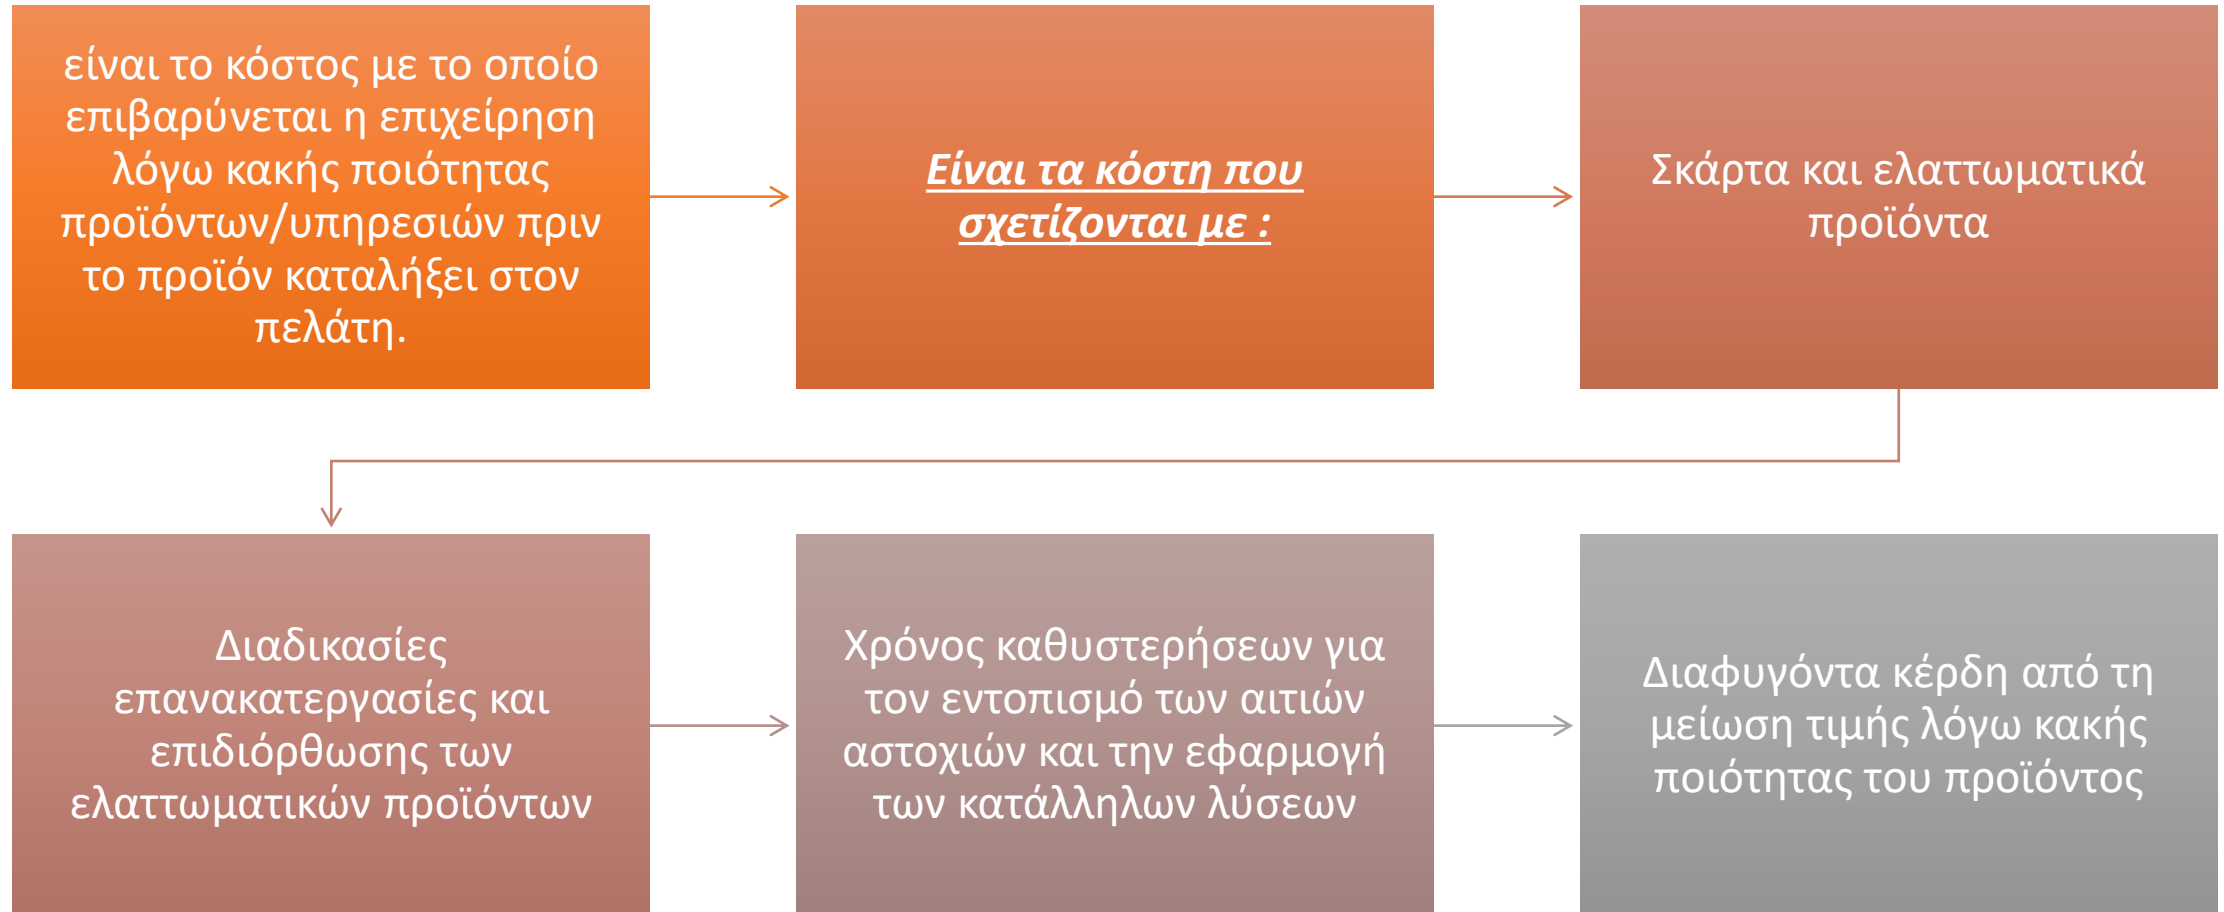 είναι το κόστος με το οποίο
επιβαρύνεται η επιχείρηση
λόγω κακής ποιότητας
προϊόντων/υπηρεσιών πριν
το προϊόν καταλήξει στον
πελάτη.
Είναι τα κόστη που
σχετίζονται με :
Σκάρτα και ελαττωματικά
προϊόντα
Διαδικασίες
επανακατεργασίες και
επιδιόρθωσης των
ελαττωματικών προϊόντων
Χρόνος καθυστερήσεων για
τον εντοπισμό των αιτιών
αστοχιών και την εφαρμογή
των κατάλληλων λύσεων
Διαφυγόντα κέρδη από τη
μείωση τιμής λόγω κακής
ποιότητας του προϊόντος